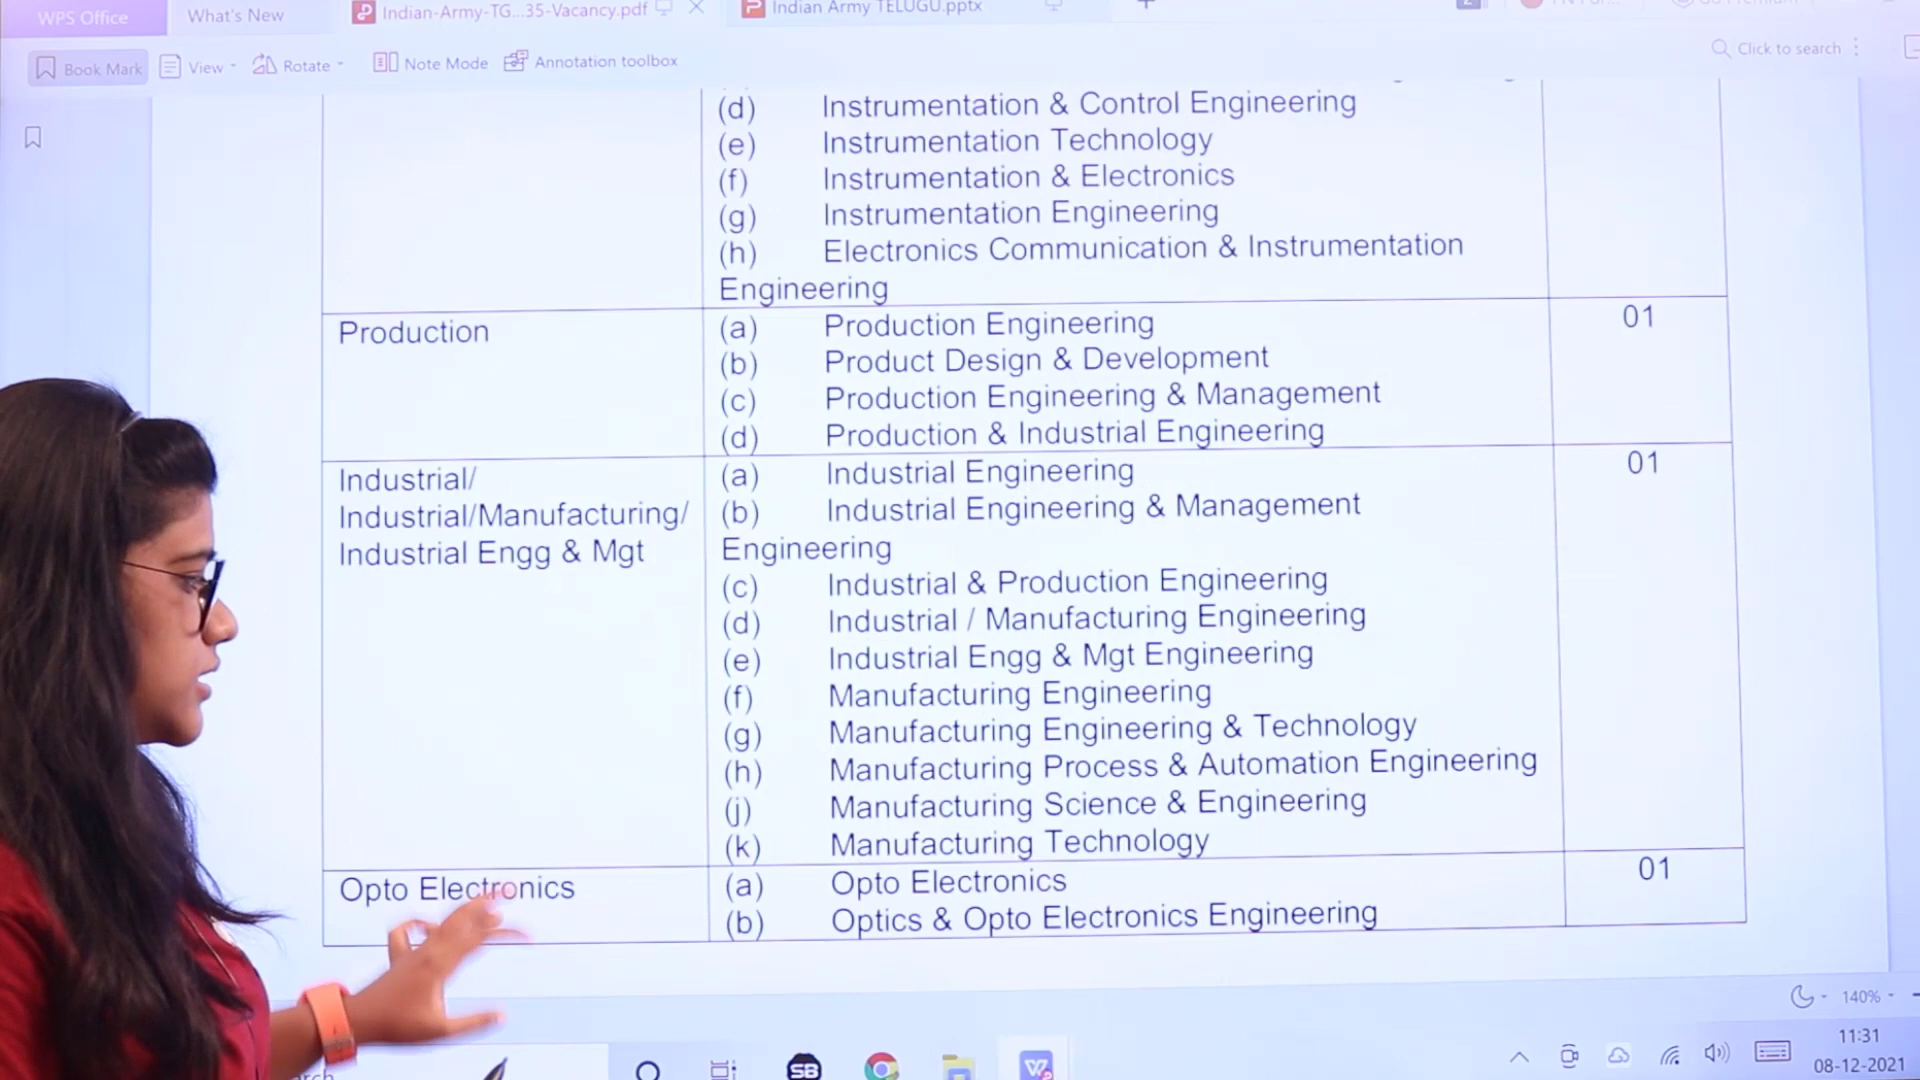 WPS Office
What's New
Indian-Army-TG...35-Vacancy.pdf
Indian Army TELUGU.pptx
Book Mark
View
Rotate
Note Mode
Annotation toolbox
Click to search
(d) Instrumentation & Control Engineering
(e) Instrumentation Technology
(f) Instrumentation & Electronics
(g) Instrumentation Engineering
(h) Electronics Communication & Instrumentation
Engineering
Production
(a) Production Engineering
01
(b) Product Design & Development
(c) Production Engineering & Management
(d) Production & Industrial Engineering
Industrial/
Industrial/Manufacturing/
Industrial Engg & Mgt
(a) Industrial Engineering
01
(b) Industrial Engineering & Management
Engineering
(c) Industrial & Production Engineering
(d) Industrial / Manufacturing Engineering
(e) Industrial Engg & Mgt Engineering
(f) Manufacturing Engineering
(g) Manufacturing Engineering & Technology
(h) Manufacturing Process & Automation Engineering
(j) Manufacturing Science & Engineering
(k) Manufacturing Technology
Opto Electronics
(a) Opto Electronics
01
(b) Optics & Opto Electronics Engineering
140%
SB
11:31
08-12-2021